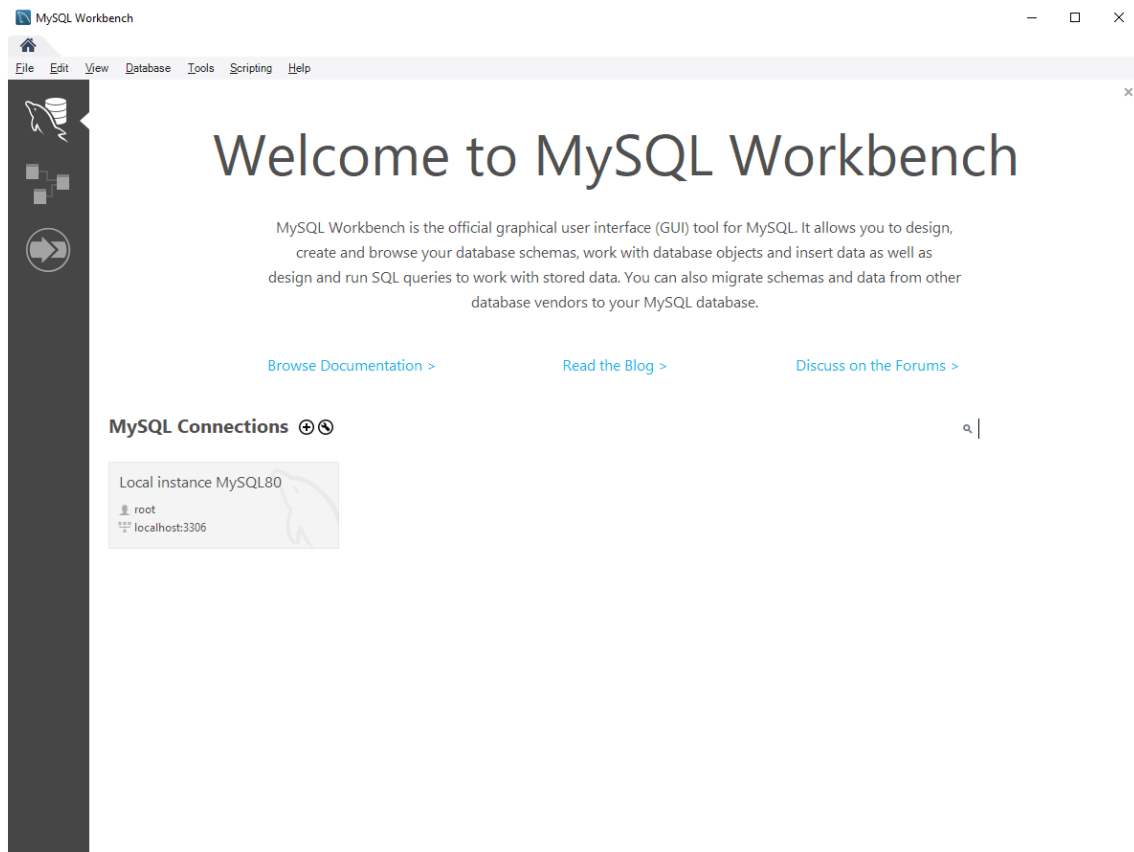 MySQL Workbench
File Edit View Database Tools Scripting Help
Welcome to MySQL Workbench
MySQL Workbench is the official graphical user interface (GUI) tool for MySQL. It allows you to design,
create and browse your database schemas, work with database objects and insert data as well as
design and run SQL queries to work with stored data. You can also migrate schemas and data from other
database vendors to your MySQL database.
Browse Documentation > Read the Blog > Discuss on the Forums >
MySQL Connections
Local instance MySQL80
root
localhost:3306